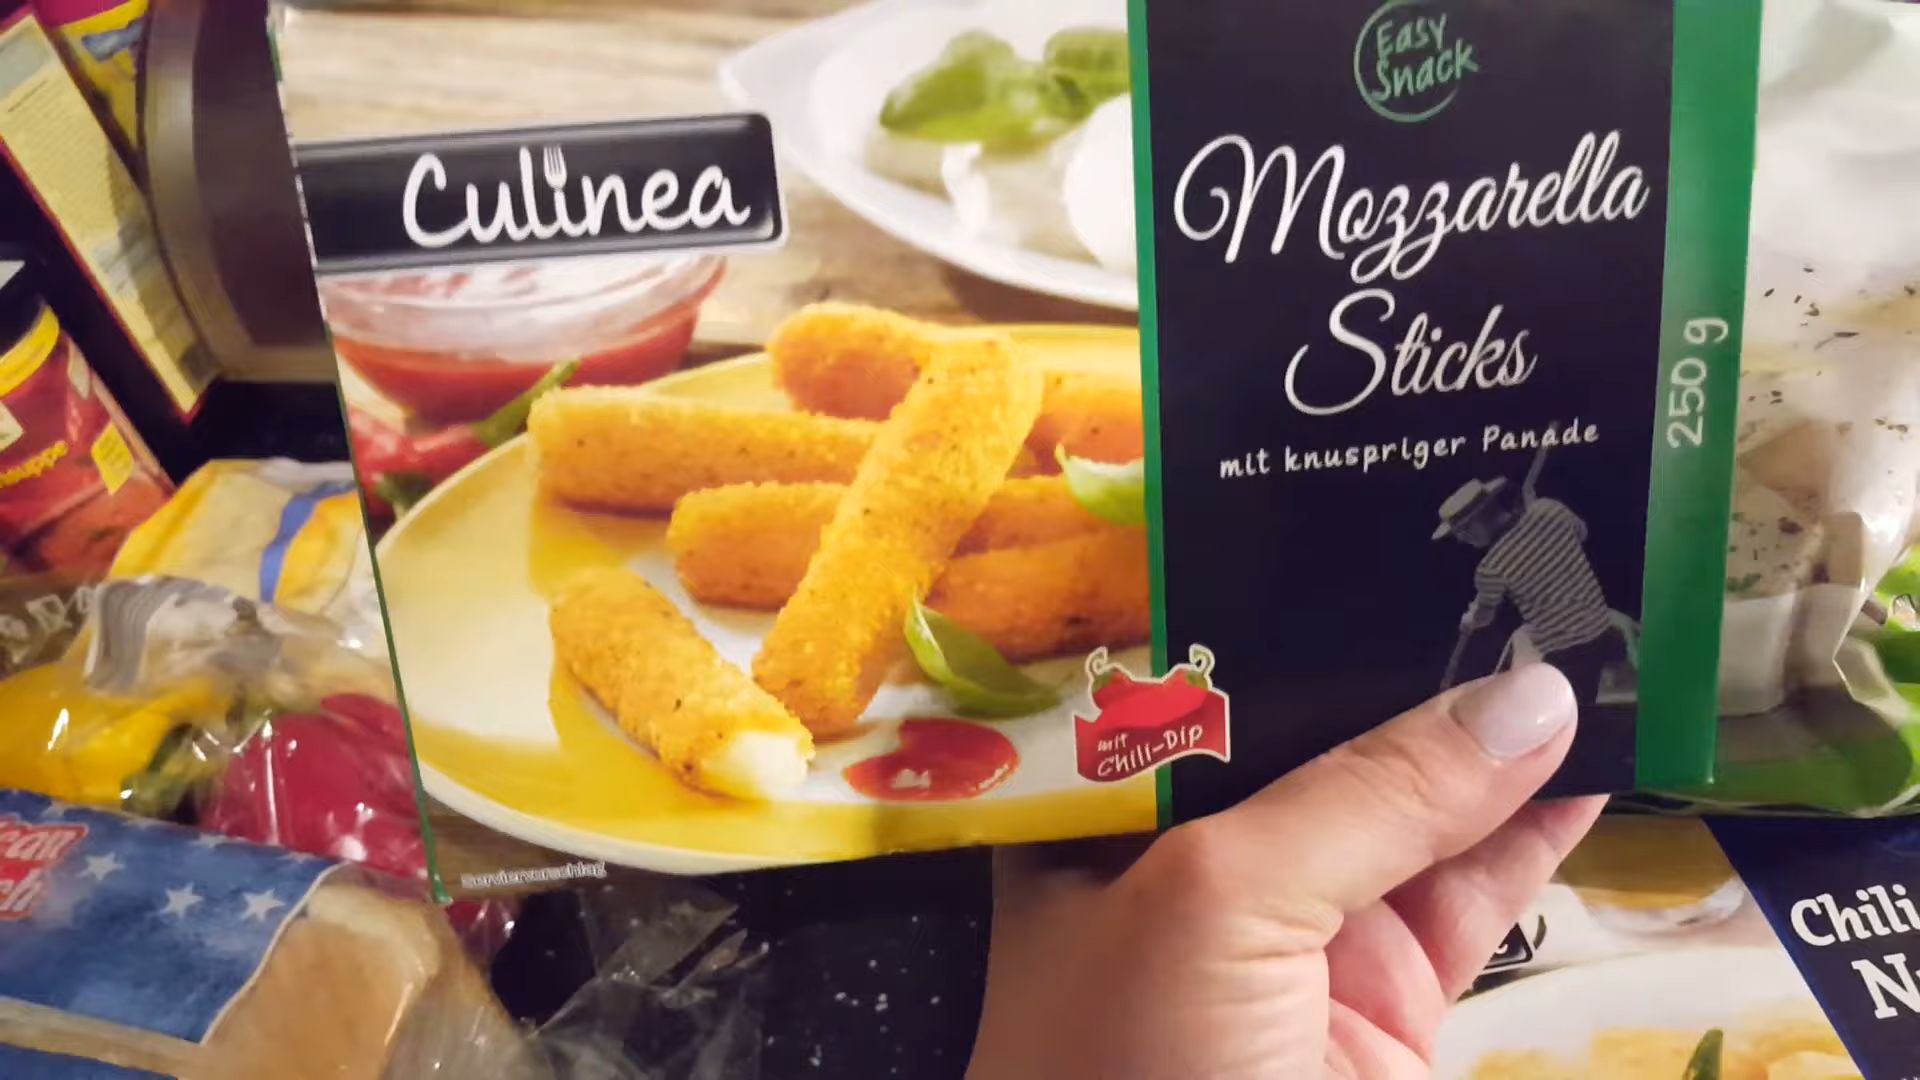 Easy
Snack
Culinea
Mozzarella
Sticks
mit knuspriger Panade
250 g
mit
Chili-Dip
Serviervorschlag
Chili